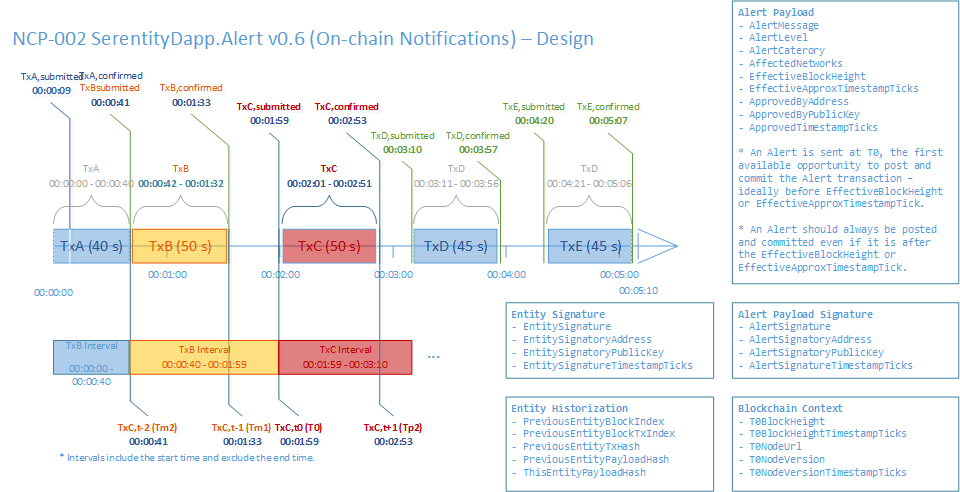 NCP-002 SerentityDapp.Alert v0.6 (On-chain Notifications) – Design
TxA,submitted
00:00:09
TxA,confirmed
TxBsubmitted
00:00:41
TxB,confirmed
00:01:33
TxC,submitted
00:01:59
TxC,confirmed
00:02:53
TxD,submitted
00:03:10
TxD,confirmed
00:03:57
TxE,submitted
00:04:20
TxE,confirmed
00:05:07
TxA
00:00:00 - 00:00:40
TxB
00:00:42 - 00:01:32
TxC
00:02:01 - 00:02:51
TxD
00:03:11 - 00:03:56
TxD
00:04:21 - 00:05:06
TxA (40 s)
TxB (50 s)
TxC (50 s)
TxD (45 s)
TxE (45 s)
00:01:00
00:02:00
00:03:00
00:04:00
00:05:00
00:00:00
00:05:10
TxB Interval
00:00:00 -
00:00:40
TxB Interval
00:00:40 - 00:01:59
TxC Interval
00:01:59 - 00:03:10
...
TxC,t-2 (Tm2)
00:00:41
TxC,t-1 (Tm1)
00:01:33
TxC,t0 (T0)
00:01:59
TxC,t+1 (Tp2)
00:02:53
* Intervals include the start time and exclude the end time.
Alert Payload
- AlertMessage
- AlertLevel
- AlertCaterory
- AffectedNetworks
- EffectiveBlockHeight
- EffectiveApproxTimestampTicks
- ApprovedByAddress
- ApprovedByPublicKey
- ApprovedTimestampTicks
* An Alert is sent at T0, the first
available opportunity to post and
commit the Alert transaction –
ideally before EffectiveBlockHeight
or EffectiveApproxTimestampTick.
* An Alert should always be posted
and committed even if it is after
the EffectiveBlockHeight or
EffectiveApproxTimestampTick.
Entity Signature
- EntitySignature
- EntitySignatoryAddress
- EntitySignatoryPublicKey
- EntitySignatureTimestampTicks
Alert Payload Signature
- AlertSignature
- AlertSignatoryAddress
- AlertSignatoryPublicKey
- AlertSignatureTimestampTicks
Entity Historization
- PreviousEntityBlockIndex
- PreviousEntityBlockTxIndex
- PreviousEntityTxHash
- PreviousEntityPayloadHash
- ThisEntityPayloadHash
Blockchain Context
- T0BlockHeight
- T0BlockHeightTimestampTicks
- T0NodeUrl
- T0NodeVersion
- T0NodeVersionTimestampTicks